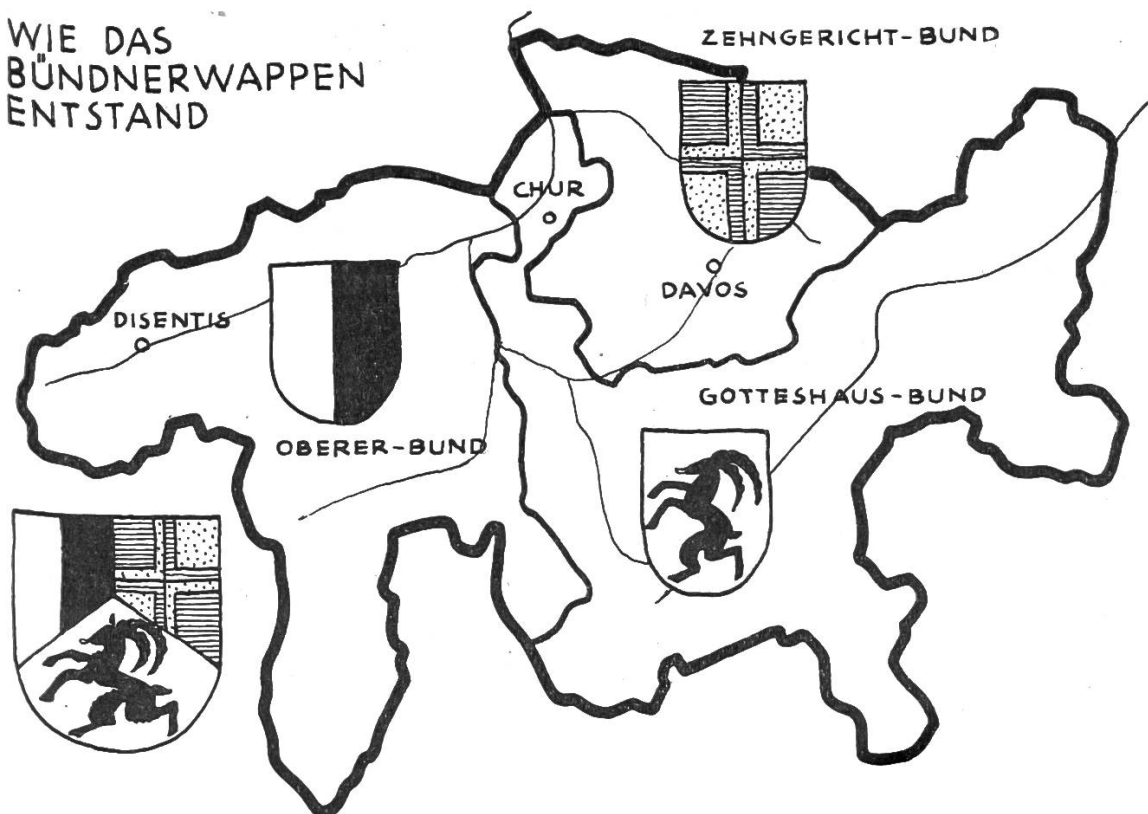 WIE DAS
BÜNDNERWAPPEN
ENTSTAND
ZEHNGERICHT-BUND
CHUR
DAVOS
DISENTIS
GOTTESHAUS-BUND
OBERER-BUND